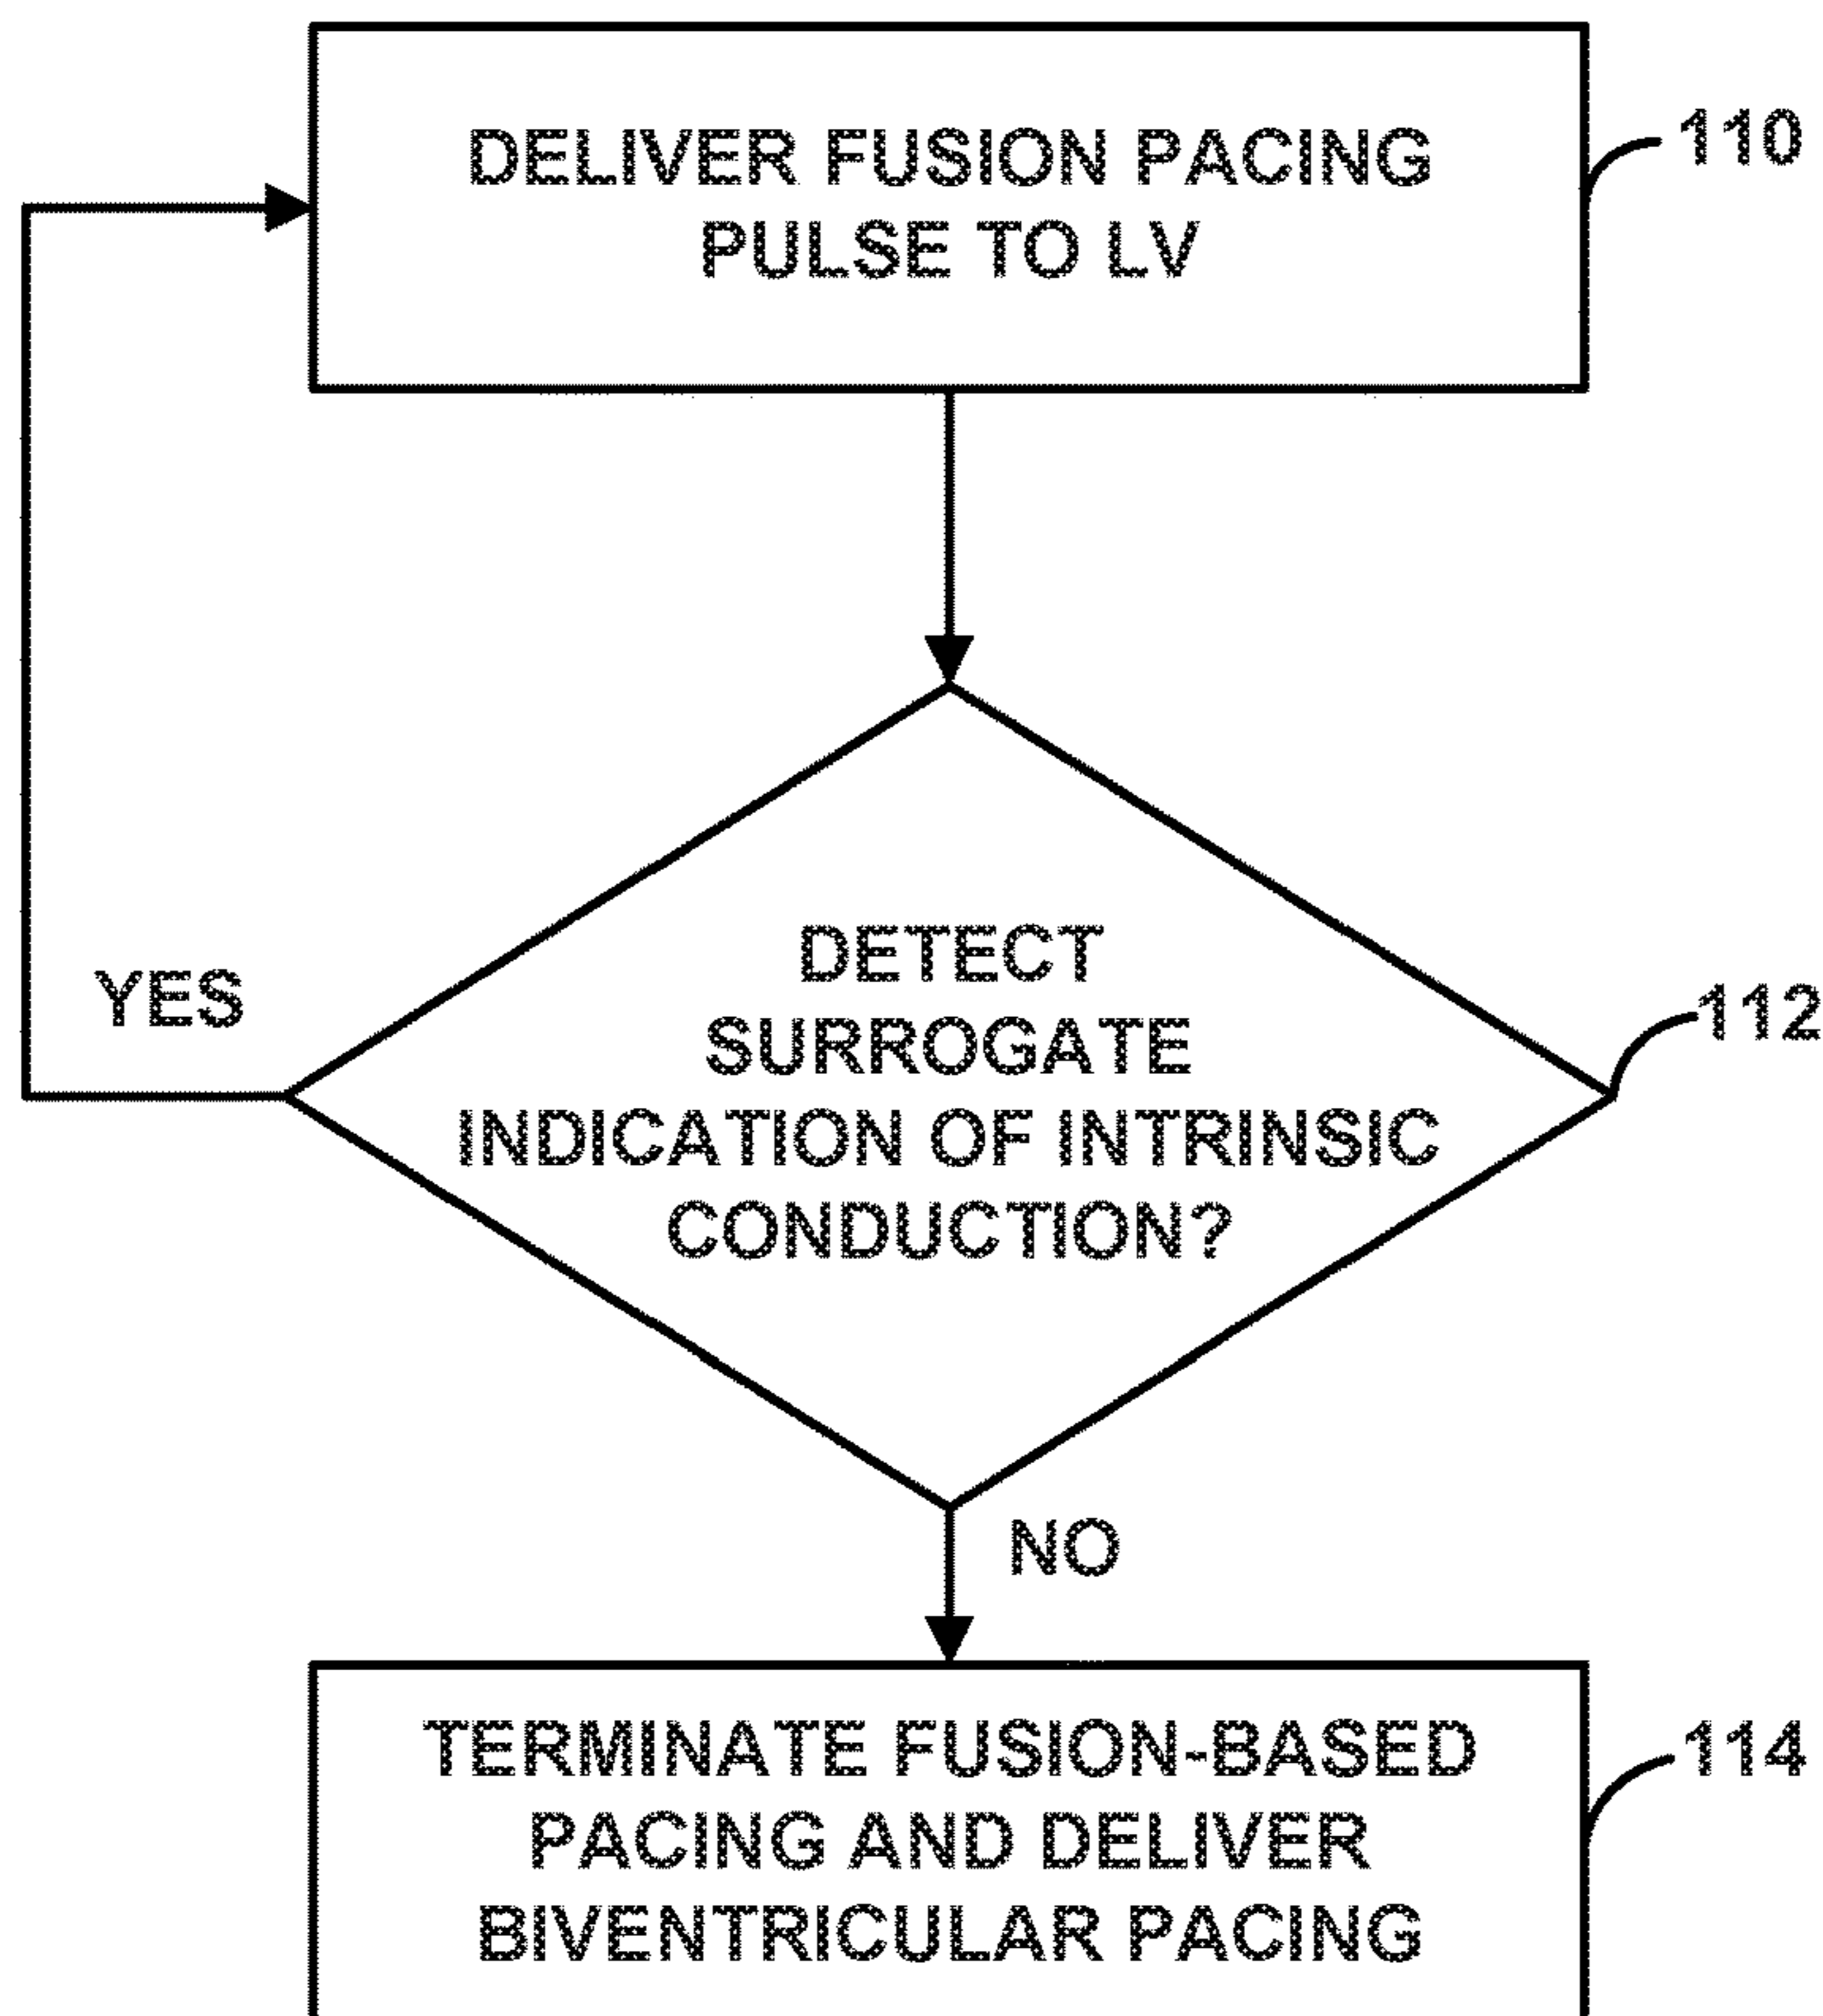 DELIVER FUSION PACING
PULSE TO LV
110
YES
DETECT
SURROGATE
INDICATION OF INTRINSIC
CONDUCTION?
112
NO
TERMINATE FUSION-BASED
PACING AND DELIVER
BIVENTRICULAR PACING
114